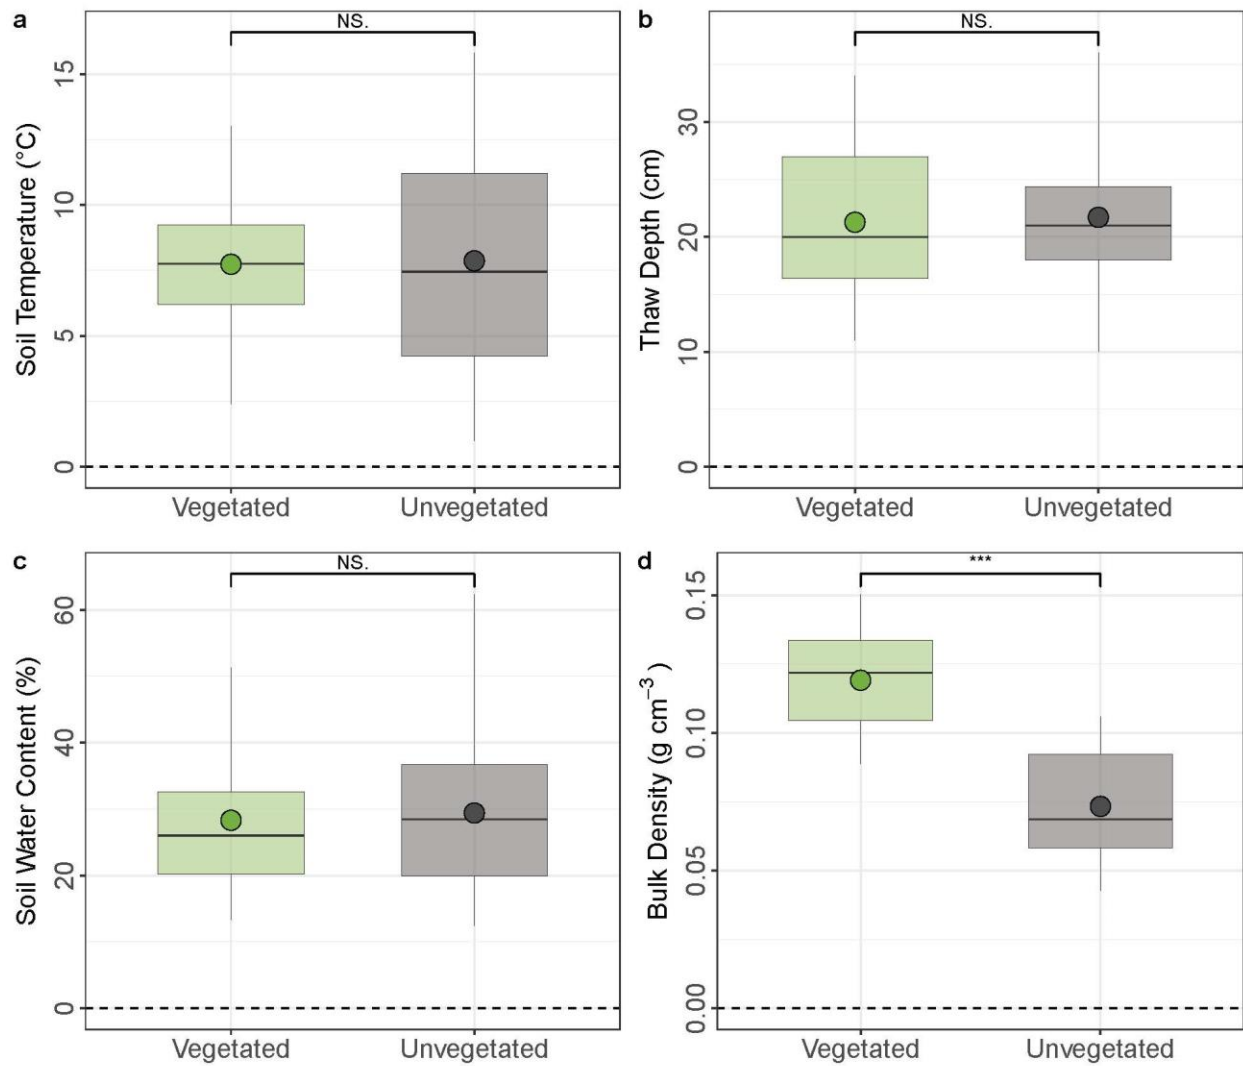 a
NS.
Soil Temperature (°C)
15
10
5
0
Vegetated
Unvegetated
b
NS.
Thaw Depth (cm)
30
20
10
0
Vegetated
Unvegetated
c
NS.
Soil Water Content (%)
60
40
20
0
Vegetated
Unvegetated
d
***
Bulk Density (g cm⁻³ )
0.15
0.10
0.05
0.00
Vegetated
Unvegetated